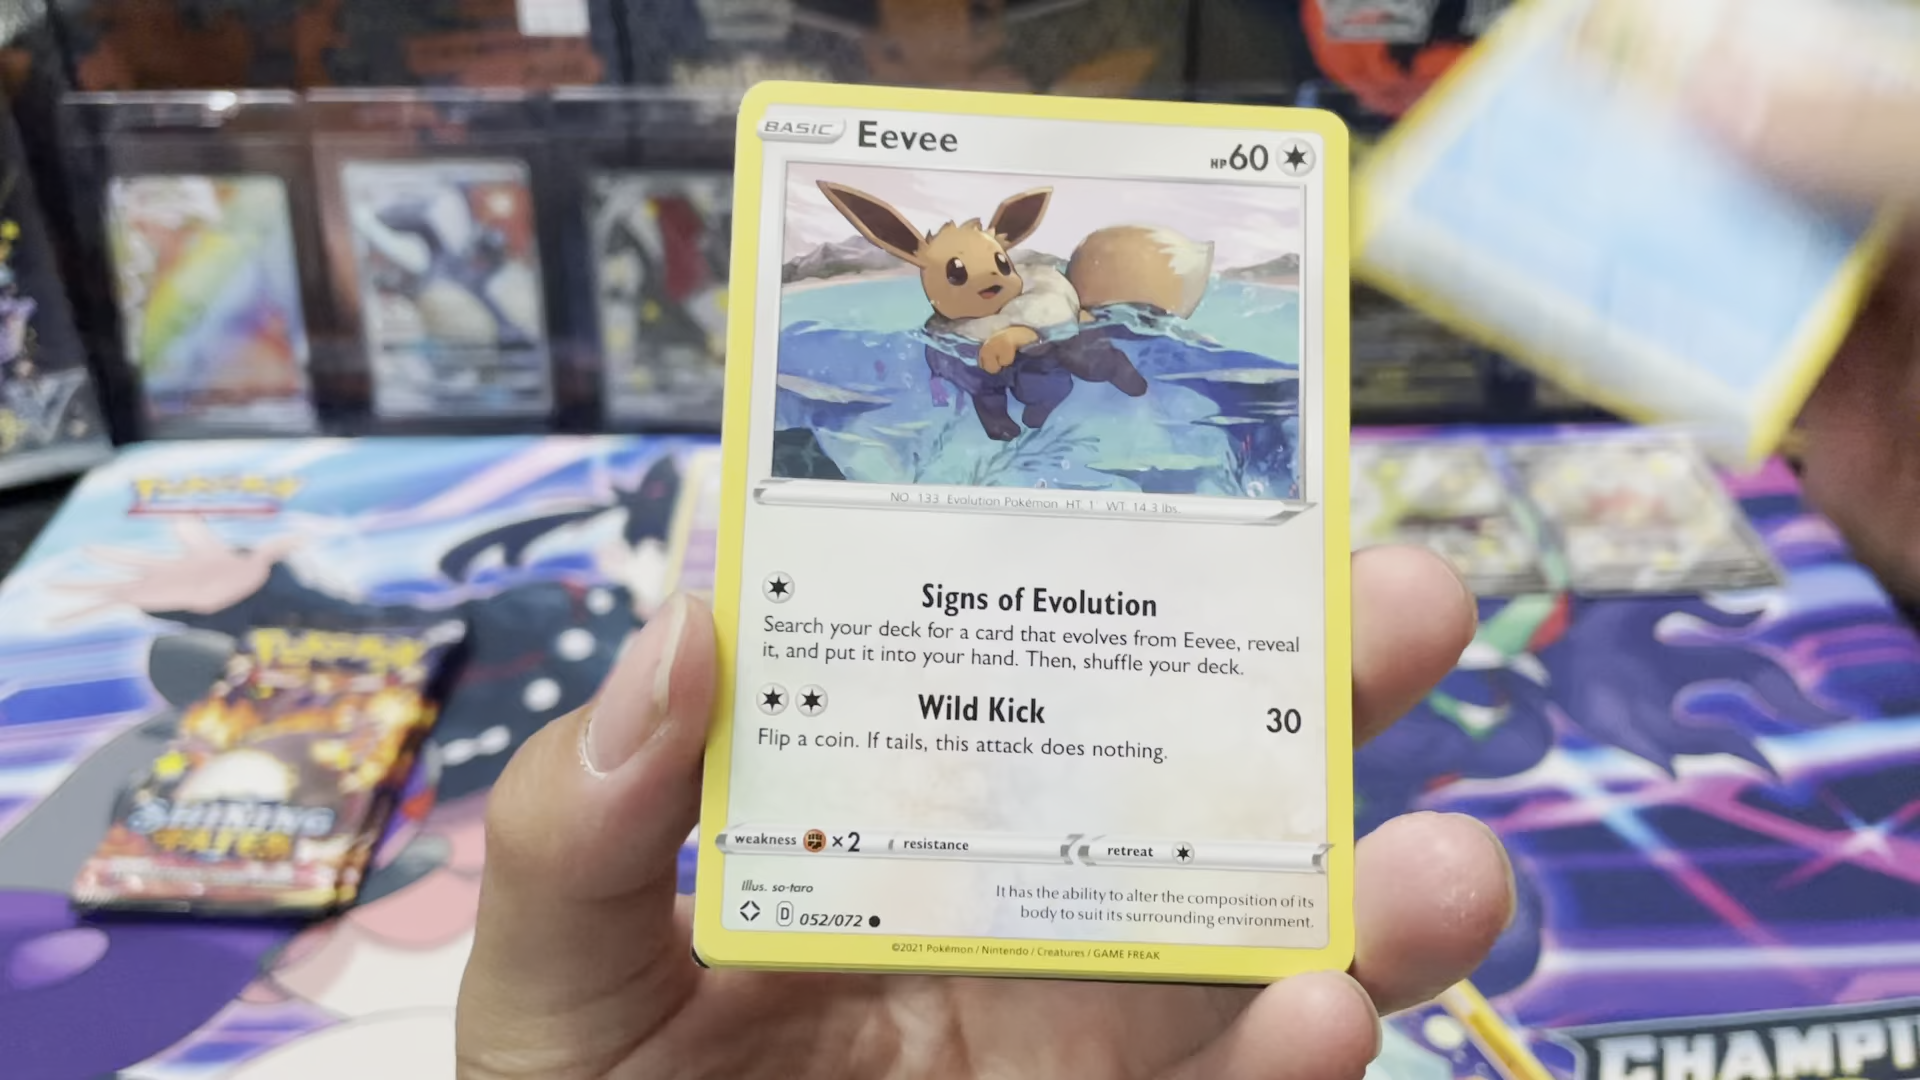 BASIC Eevee HP60
NO. 133 Evolution Pokémon HT 1' WT 14.3 lbs.
Signs of Evolution
Search your deck for a card that evolves from Eevee, reveal
it, and put it into your hand. Then, shuffle your deck.
Wild Kick 30
Flip a coin. If tails, this attack does nothing.
weakness ×2 resistance retreat
Illus. so-taro
D 052/072
It has the ability to alter the composition of its
body to suit its surrounding environment.
©2021 Pokémon / Nintendo / Creatures / GAME FREAK
Pokémon
Pokémon
SHINING
FATES
CHAMPI